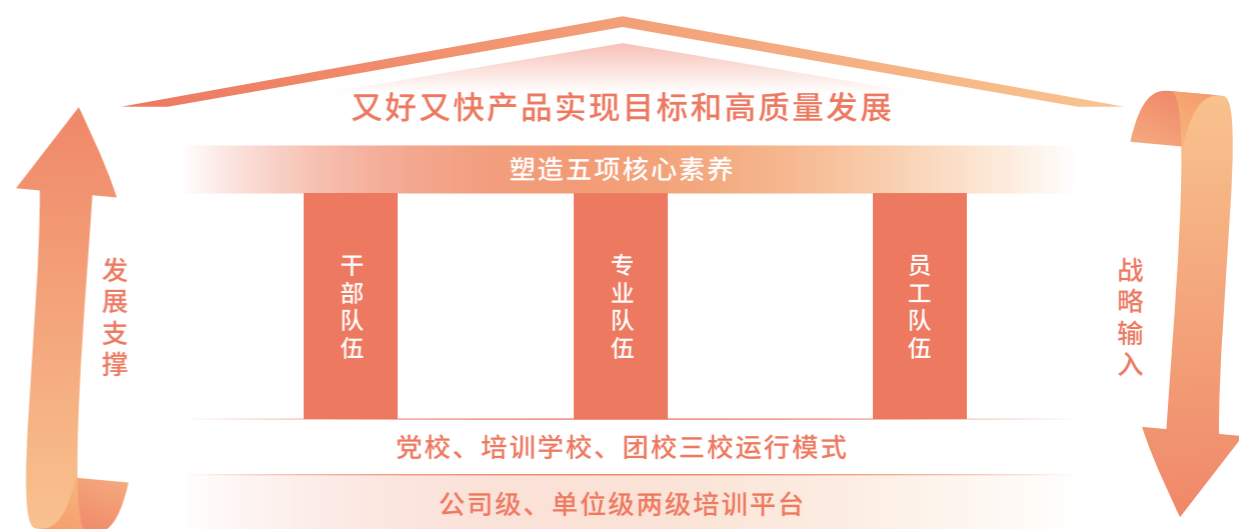 又好又快产品实现目标和高质量发展
塑造五项核心素养
发展支撑
干部队伍
专业队伍
员工队伍
战略输入
党校、培训学校、团校三校运行模式
公司级、单位级两级培训平台